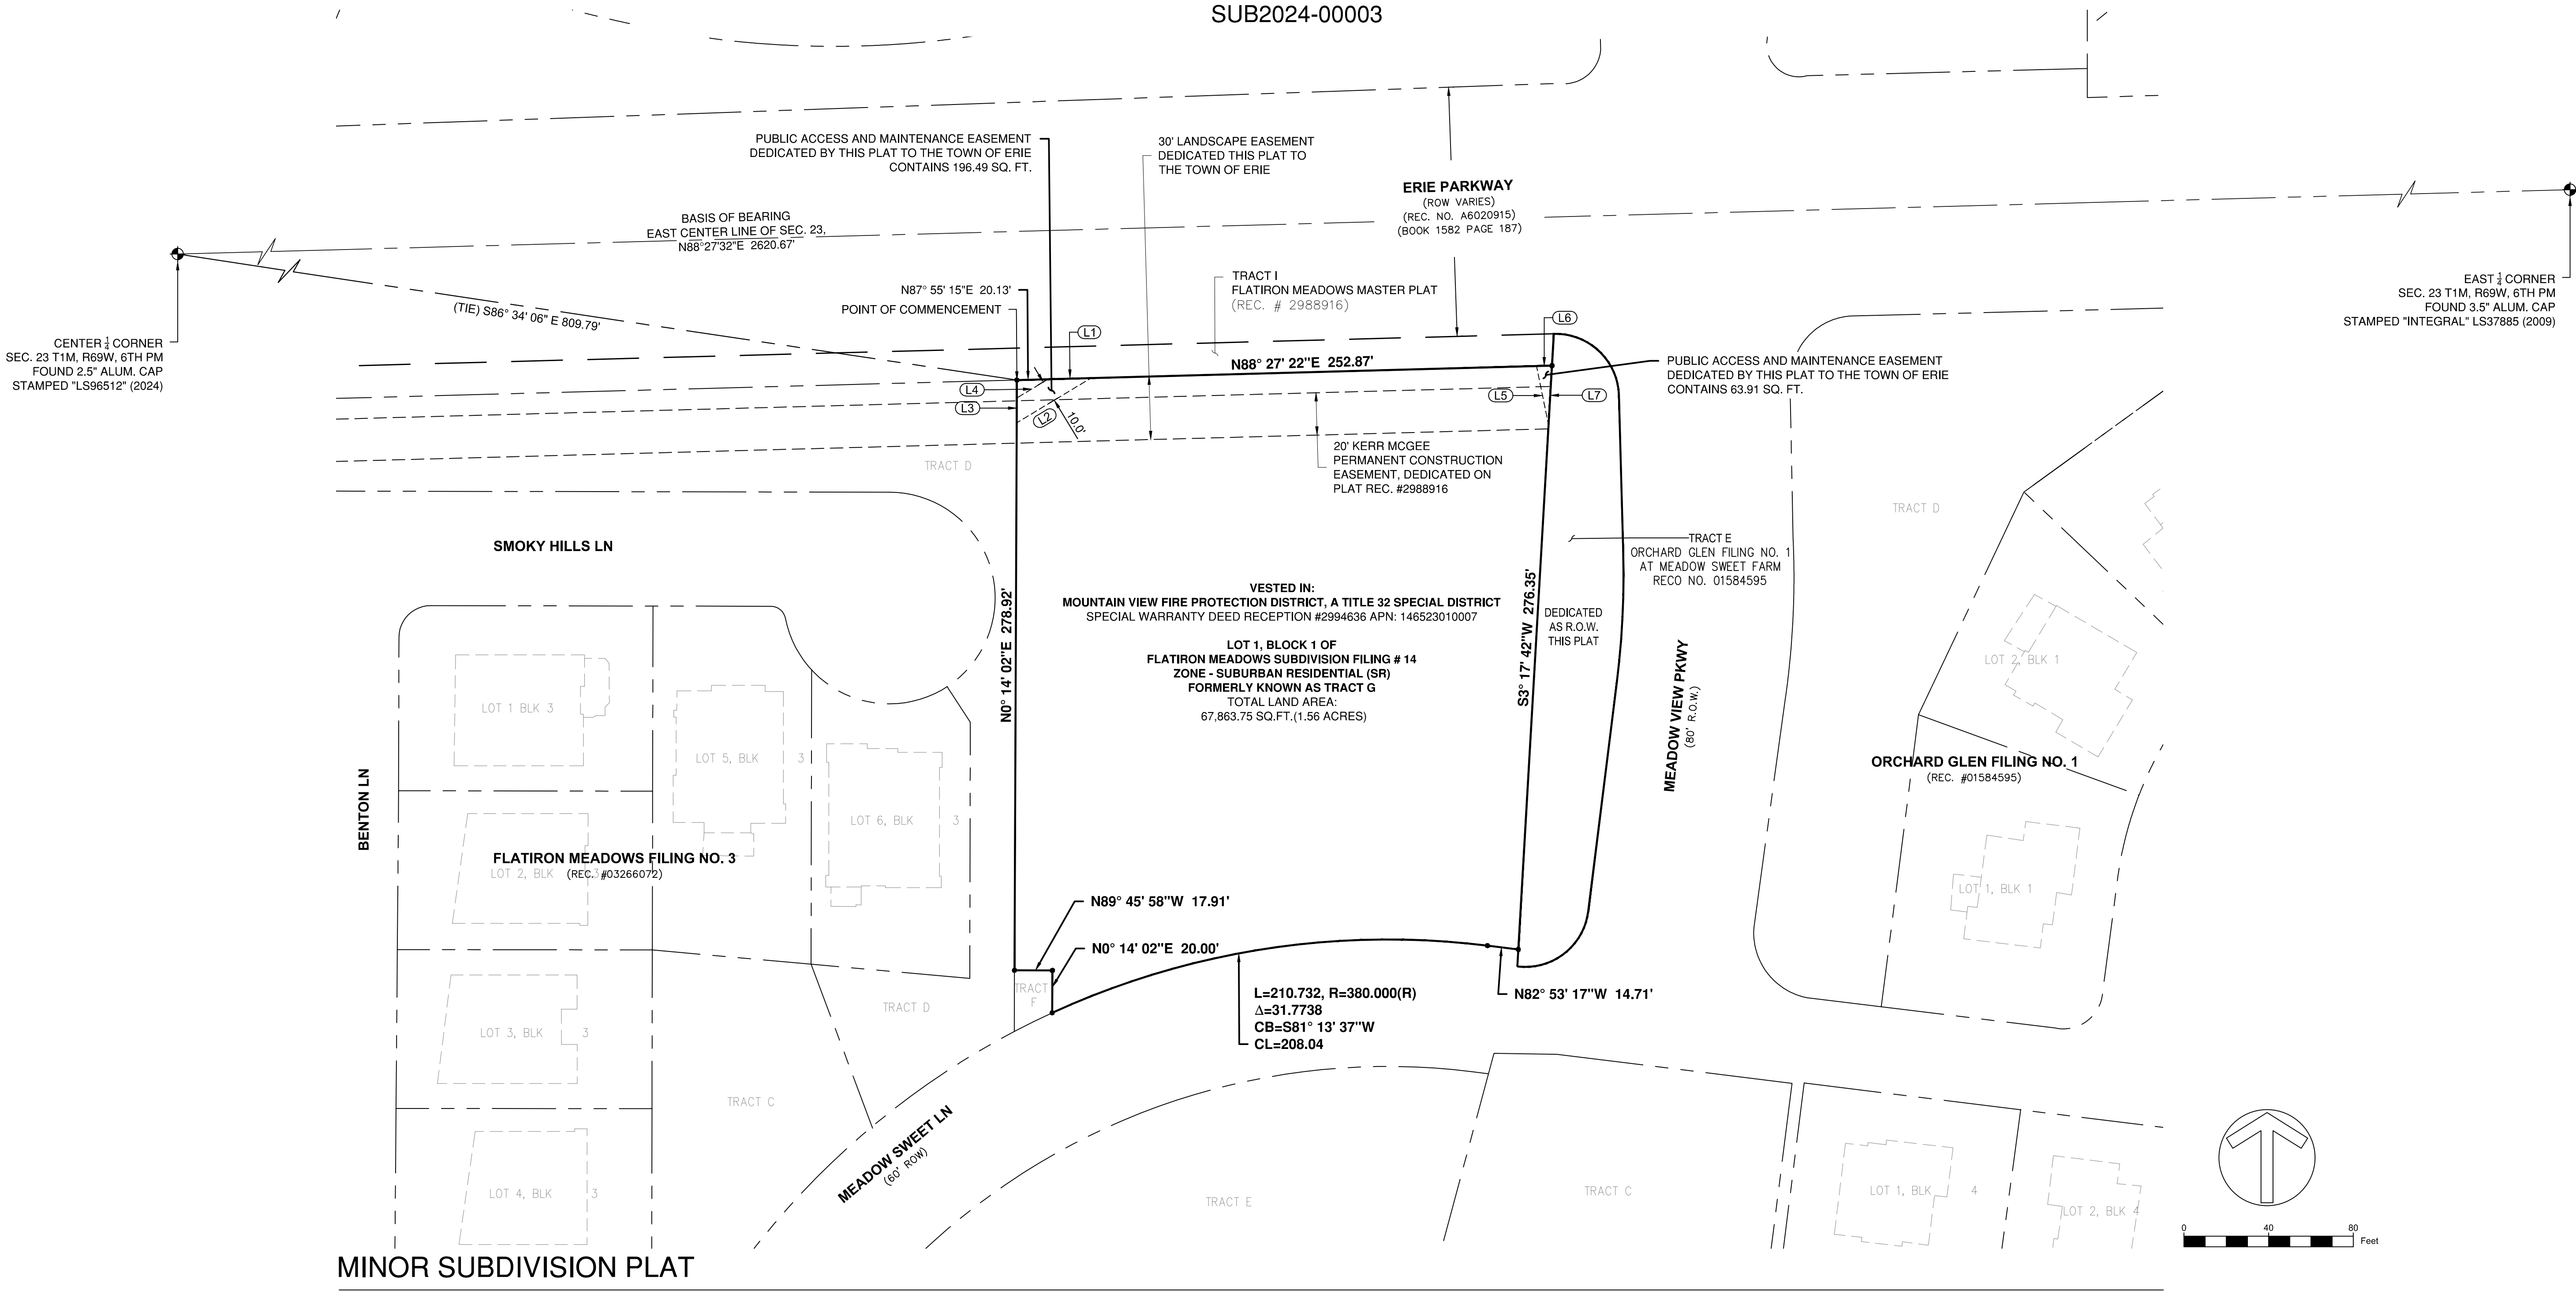 SUB2024-00003
PUBLIC ACCESS AND MAINTENANCE EASEMENT
DEDICATED BY THIS PLAT TO THE TOWN OF ERIE
CONTAINS 196.49 SQ. FT.
30' LANDSCAPE EASEMENT
DEDICATED THIS PLAT TO
THE TOWN OF ERIE
ERIE PARKWAY
(ROW VARIES)
(REC. NO. A6020915)
(BOOK 1582 PAGE 187)
BASIS OF BEARING
EAST CENTER LINE OF SEC. 23,
N88°27'32"E 2620.67'
N87° 55' 15"E 20.13'
POINT OF COMMENCEMENT
TRACT I
FLATIRON MEADOWS MASTER PLAT
(REC. # 2988916)
EAST 1/4 CORNER
SEC. 23 T1M, R69W, 6TH PM
FOUND 3.5" ALUM. CAP
STAMPED "INTEGRAL" LS37885 (2009)
(TIE) S86° 34' 06" E 809.79'
CENTER 1/4 CORNER
SEC. 23 T1M, R69W, 6TH PM
FOUND 2.5" ALUM. CAP
STAMPED "LS96512" (2024)
L1
L6
N88° 27' 22"E 252.87'
PUBLIC ACCESS AND MAINTENANCE EASEMENT
DEDICATED BY THIS PLAT TO THE TOWN OF ERIE
CONTAINS 63.91 SQ. FT.
L4
L3
L2
10.0'
L5
L7
20' KERR MCGEE
PERMANENT CONSTRUCTION
EASEMENT, DEDICATED ON
PLAT REC. #2988916
TRACT D
TRACT D
SMOKY HILLS LN
TRACT E
ORCHARD GLEN FILING NO. 1
AT MEADOW SWEET FARM
RECO NO. 01584595
N0° 14' 02"E 278.92'
VESTED IN:
MOUNTAIN VIEW FIRE PROTECTION DISTRICT, A TITLE 32 SPECIAL DISTRICT
SPECIAL WARRANTY DEED RECEPTION #2994636 APN: 146523010007
LOT 1, BLOCK 1 OF
FLATIRON MEADOWS SUBDIVISION FILING # 14
ZONE - SUBURBAN RESIDENTIAL (SR)
FORMERLY KNOWN AS TRACT G
TOTAL LAND AREA:
67,863.75 SQ.FT.(1.56 ACRES)
S3° 17' 42"W 276.35'
DEDICATED
AS R.O.W.
THIS PLAT
MEADOW VIEW PKWY
(80' R.O.W.)
LOT 2, BLK 1
ORCHARD GLEN FILING NO. 1
(REC. #01584595)
LOT 1, BLK 1
LOT 1 BLK 3
LOT 5, BLK 3
LOT 6, BLK 3
BENTON LN
FLATIRON MEADOWS FILING NO. 3
LOT 2, BLK 3
(REC. #03266072)
N89° 45' 58"W 17.91'
N0° 14' 02"E 20.00'
TRACT
F
TRACT D
L=210.732, R=380.000(R)
Δ=31.7738
CB=S81° 13' 37"W
CL=208.04
N82° 53' 17"W 14.71'
LOT 3, BLK 3
TRACT C
MEADOW SWEET LN
(60' ROW)
LOT 4, BLK 3
TRACT E
TRACT C
LOT 1, BLK 4
LOT 2, BLK 4
0 40 80
Feet
MINOR SUBDIVISION PLAT